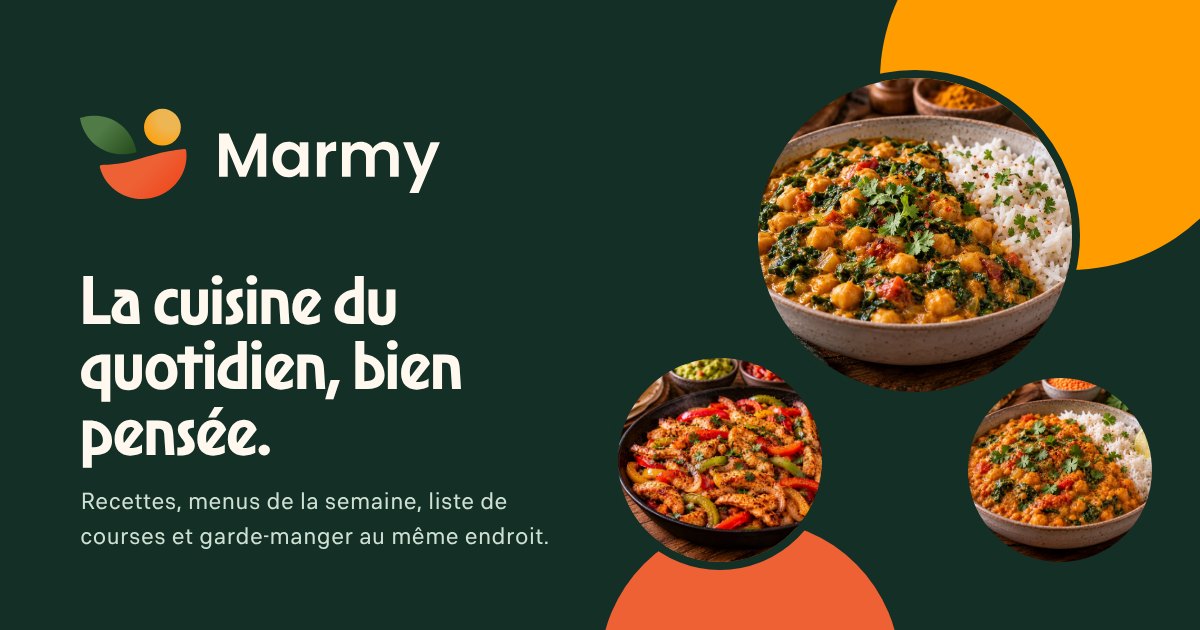 Marmy
La cuisine du
quotidien, bien
pensée.
Recettes, menus de la semaine, liste de
courses et garde-manger au même endroit.